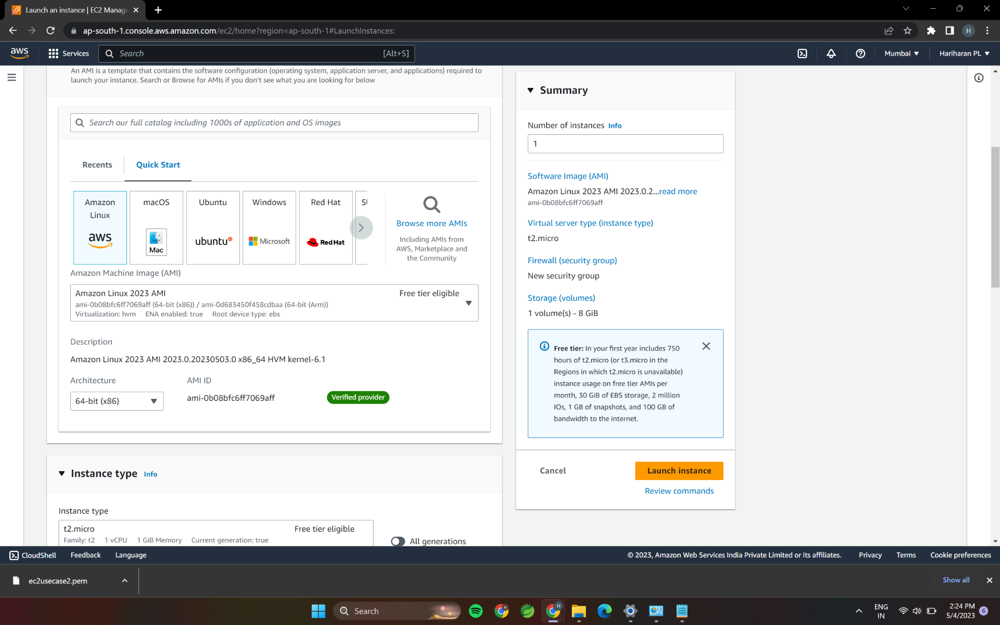 Launch an instance | EC2 Manage
ap-south-1.console.aws.amazon.com/ec2/home?region=ap-south-1#LaunchInstances:
H
aws
Services
Search
[Alt+S]
Mumbai
Hariharan PL
An AMI is a template that contains the software configuration (operating system, application server, and applications) required to
launch your instance. Search or Browse for AMIs if you don't see what you are looking for below
Search our full catalog including 1000s of application and OS images
Recents
Quick Start
Amazon
Linux
aws
macOS
Mac
Ubuntu
ubuntu
Windows
Microsoft
Red Hat
RedHat
Browse more AMIs
Including AMIs from
AWS, Marketplace and
the Community
Amazon Machine Image (AMI)
Amazon Linux 2023 AMI
Free tier eligible
ami-0b08bfc6ff7069aff (64-bit (x86)) / ami-0d683450f458cdbaa (64-bit (Arm))
Virtualization: hvm ENA enabled: true Root device type: ebs
Description
Amazon Linux 2023 AMI 2023.0.20230503.0 x86_64 HVM kernel-6.1
Architecture
AMI ID
64-bit (x86)
ami-0b08bfc6ff7069aff
Verified provider
Instance type Info
Instance type
t2.micro
Free tier eligible
Family: t2 1 vCPU 1 GiB Memory Current generation: true
All generations
Summary
Number of instances Info
1
Software Image (AMI)
Amazon Linux 2023 AMI 2023.0.2...read more
ami-0b08bfc6ff7069aff
Virtual server type (instance type)
t2.micro
Firewall (security group)
New security group
Storage (volumes)
1 volume(s) - 8 GiB
Free tier: In your first year includes 750
hours of t2.micro (or t3.micro in the
Regions in which t2.micro is unavailable)
instance usage on free tier AMIs per
month, 30 GiB of EBS storage, 2 million
IOs, 1 GB of snapshots, and 100 GB of
bandwidth to the internet.
Cancel
Launch instance
Review commands
CloudShell
Feedback
Language
© 2023, Amazon Web Services India Private Limited or its affiliates.
Privacy
Terms
Cookie preferences
ec2usecase2.pem
Show all
Search
ENG
IN
2:24 PM
5/4/2023
6